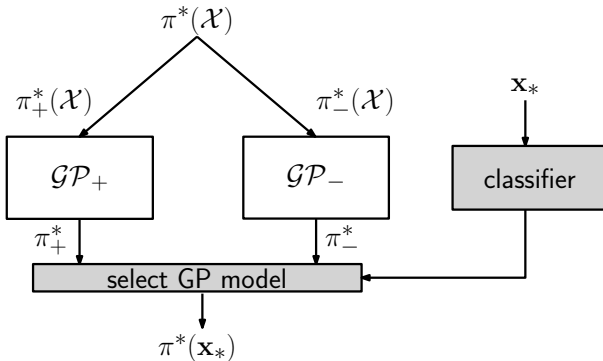 π*(𝒳)
π*₊(𝒳)
π*₋(𝒳)
x⁎
𝒢𝒫₊
𝒢𝒫₋
classifier
π*₊
π*₋
select GP model
π*(x⁎)